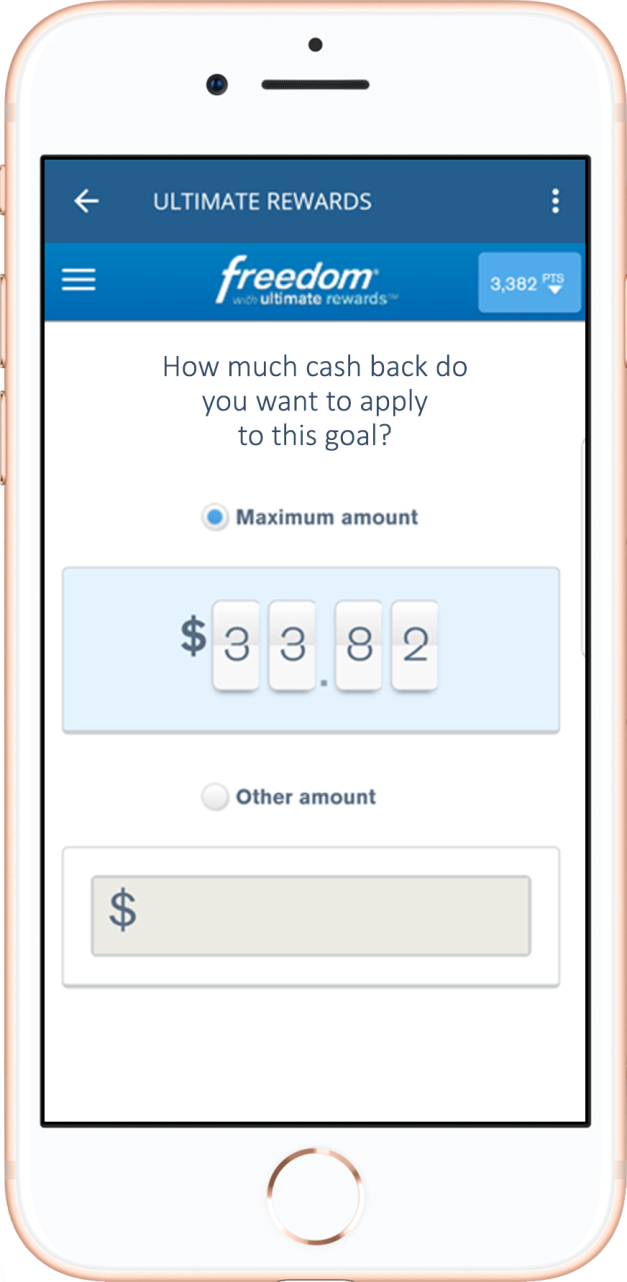 ULTIMATE REWARDS
freedom®
with ultimate rewards™
3,382 PTS
How much cash back do
you want to apply
to this goal?
Maximum amount
$33.82
Other amount
$